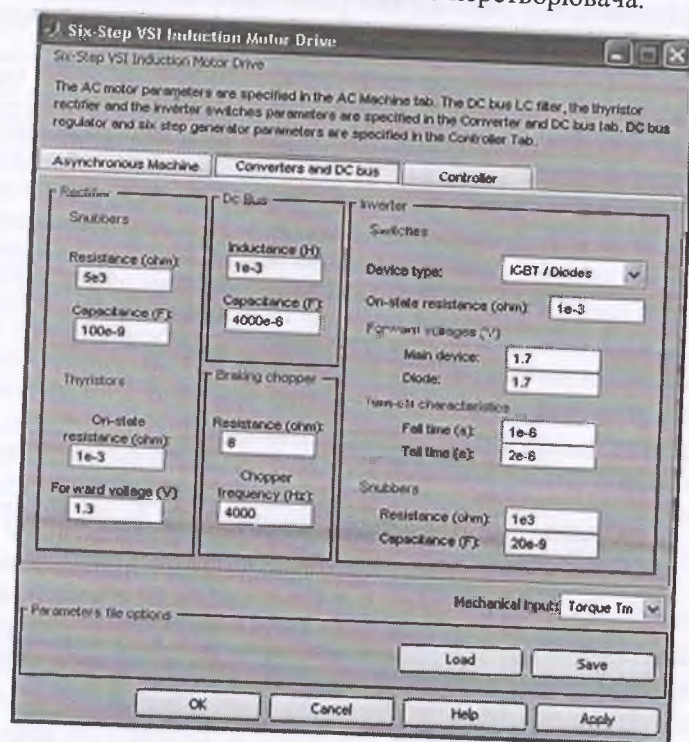 перетворювача.
Six-Step VSI Induction Motor Drive
Six-Step VSI Induction Motor Drive
The AC motor parameters are specified in the AC Machine tab. The DC bus LC filter, the thyristor
rectifier and the inverter switches parameters are specified in the Converter and DC bus tab. DC bus
regulator and six step generator parameters are specified in the Controller Tab.
Asynchronous Machine
Converters and DC bus
Controller
Rectifier
Snubbers
Resistance (ohm):
5e3
Capacitance (F):
100e-9
Thyristors
On-state
resistance (ohm):
1e-3
Forward voltage (V):
1.3
Dc Bus
Inductance (H):
1e-3
Capacitance (F):
4000e-6
Braking chopper
Resistance (ohm):
8
Chopper
frequency (Hz):
4000
Inverter
Switches
Device type:
IGBT / Diodes
On-state resistance (ohm):
1e-3
Forward voltages (V)
Main device:
1.7
Diode:
1.7
Turn-off characteristics
Fall time (s):
1e-6
Tail time (s):
2e-6
Snubbers
Resistance (ohm):
1e3
Capacitance (F):
20e-9
Mechanical input:
Torque Tm
Parameters file options
Load
Save
OK
Cancel
Help
Apply